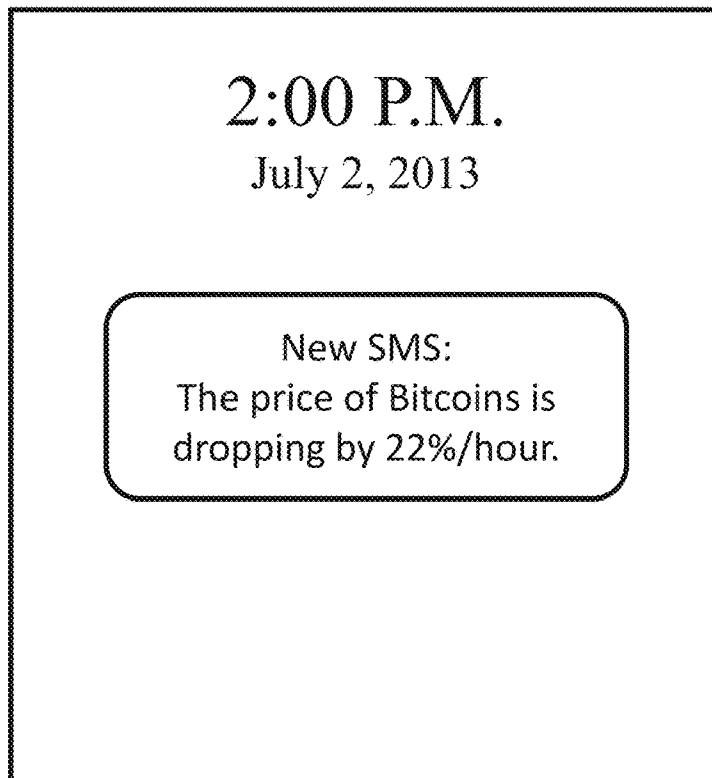 2:00 P.M.
July 2, 2013
New SMS:
The price of Bitcoins is
dropping by 22%/hour.